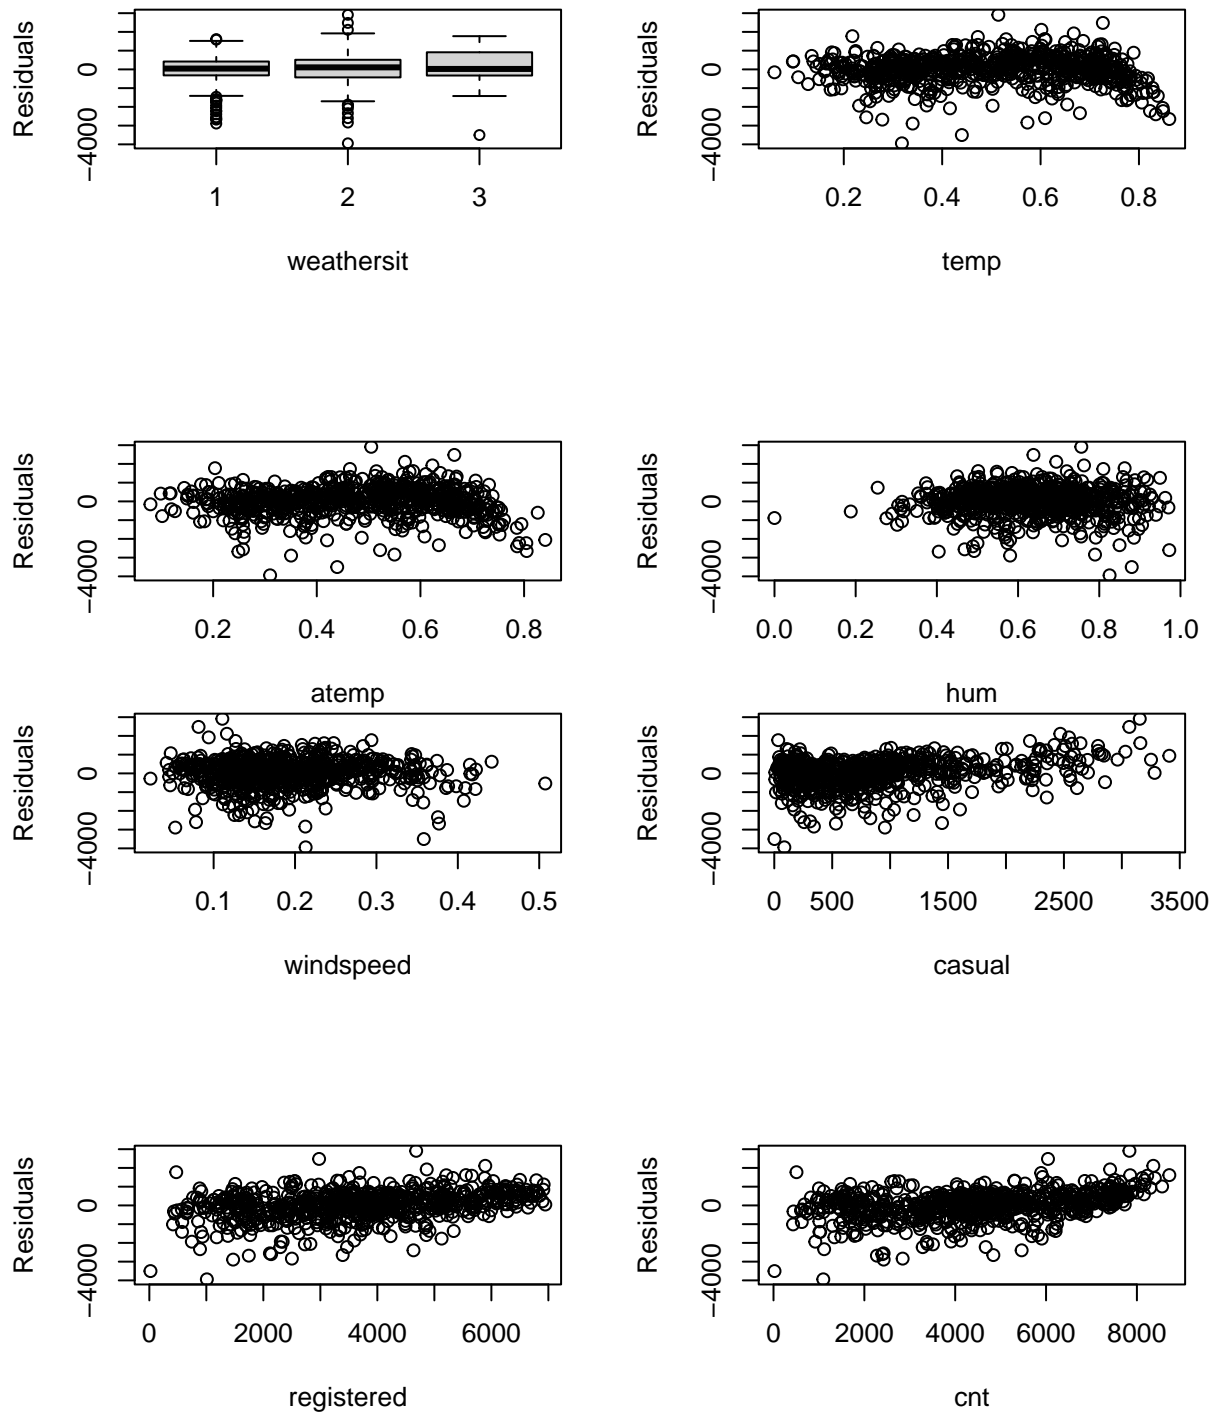 Residuals
0
−4000
1 2 3
weathersit
Residuals
0
−4000
0.2 0.4 0.6 0.8
temp
Residuals
0
−4000
0.2 0.4 0.6 0.8
atemp
Residuals
0
−4000
0.0 0.2 0.4 0.6 0.8 1.0
hum
Residuals
0
−4000
0.1 0.2 0.3 0.4 0.5
windspeed
Residuals
0
−4000
0 500 1500 2500 3500
casual
Residuals
0
−4000
0 2000 4000 6000
registered
Residuals
0
−4000
0 2000 4000 6000 8000
cnt